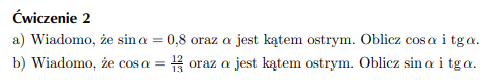 Ćwiczenie 2
a) Wiadomo, że sin α = 0,8 oraz α jest kątem ostrym. Oblicz cos α i tg α.
b) Wiadomo, że cos α = 12/13 oraz α jest kątem ostrym. Oblicz sin α i tg α.